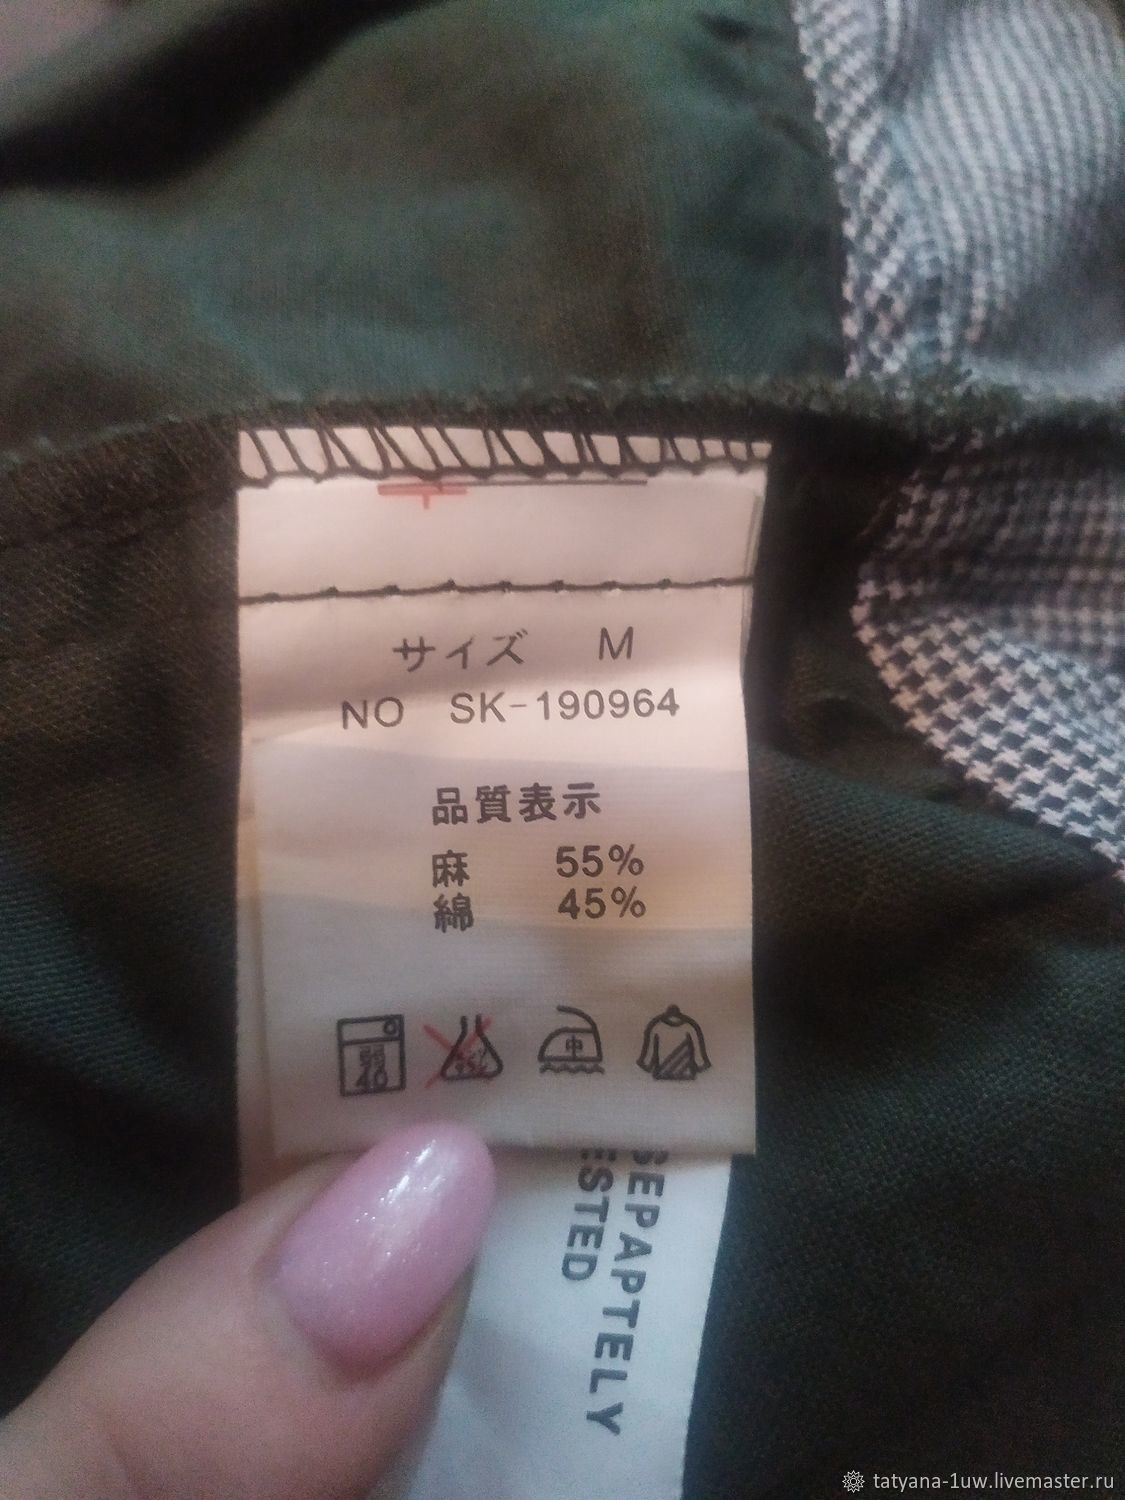 サイズ M
NO SK-190964
品質表示
麻 55%
綿 45%
40
中
SEPAPTELY
ESTED
tatyana-1uw.livemaster.ru